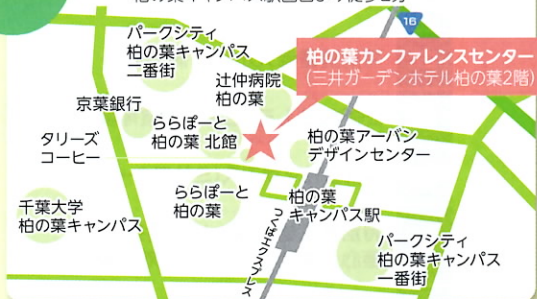 16
パークシティ
柏の葉キャンパス
二番街
柏の葉カンファレンスセンター
(三井ガーデンホテル柏の葉2階)
辻仲病院
柏の葉
京葉銀行
ららぽーと
柏の葉 北館
タリーズ
コーヒー
柏の葉アーバン
デザインセンター
ららぽーと
柏の葉
柏の葉
キャンパス駅
千葉大学
柏の葉キャンパス
つくばエクスプレス
パークシティ
柏の葉キャンパス
一番街